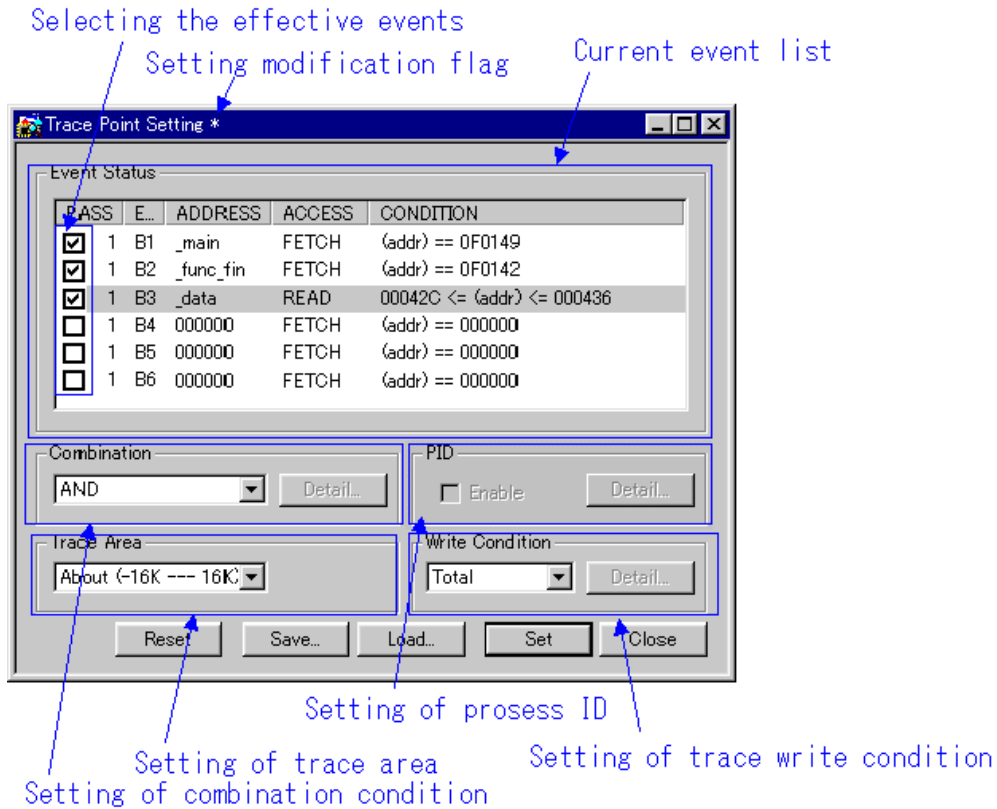 Selecting the effective events
Setting modification flag
Current event list
Trace Point Setting *
Event Status
PASS E... ADDRESS ACCESS CONDITION
1 B1 _main FETCH (addr) == 0F0149
1 B2 _func_fin FETCH (addr) == 0F0142
1 B3 _data READ 00042C <= (addr) <= 000436
1 B4 000000 FETCH (addr) == 000000
1 B5 000000 FETCH (addr) == 000000
1 B6 000000 FETCH (addr) == 000000
Combination
AND Detail...
PID
Enable Detail...
Trace Area
About (-16K --- 16K)
Write Condition
Total Detail...
Reset Save... Load... Set Close
Setting of prosess ID
Setting of trace area
Setting of trace write condition
Setting of combination condition